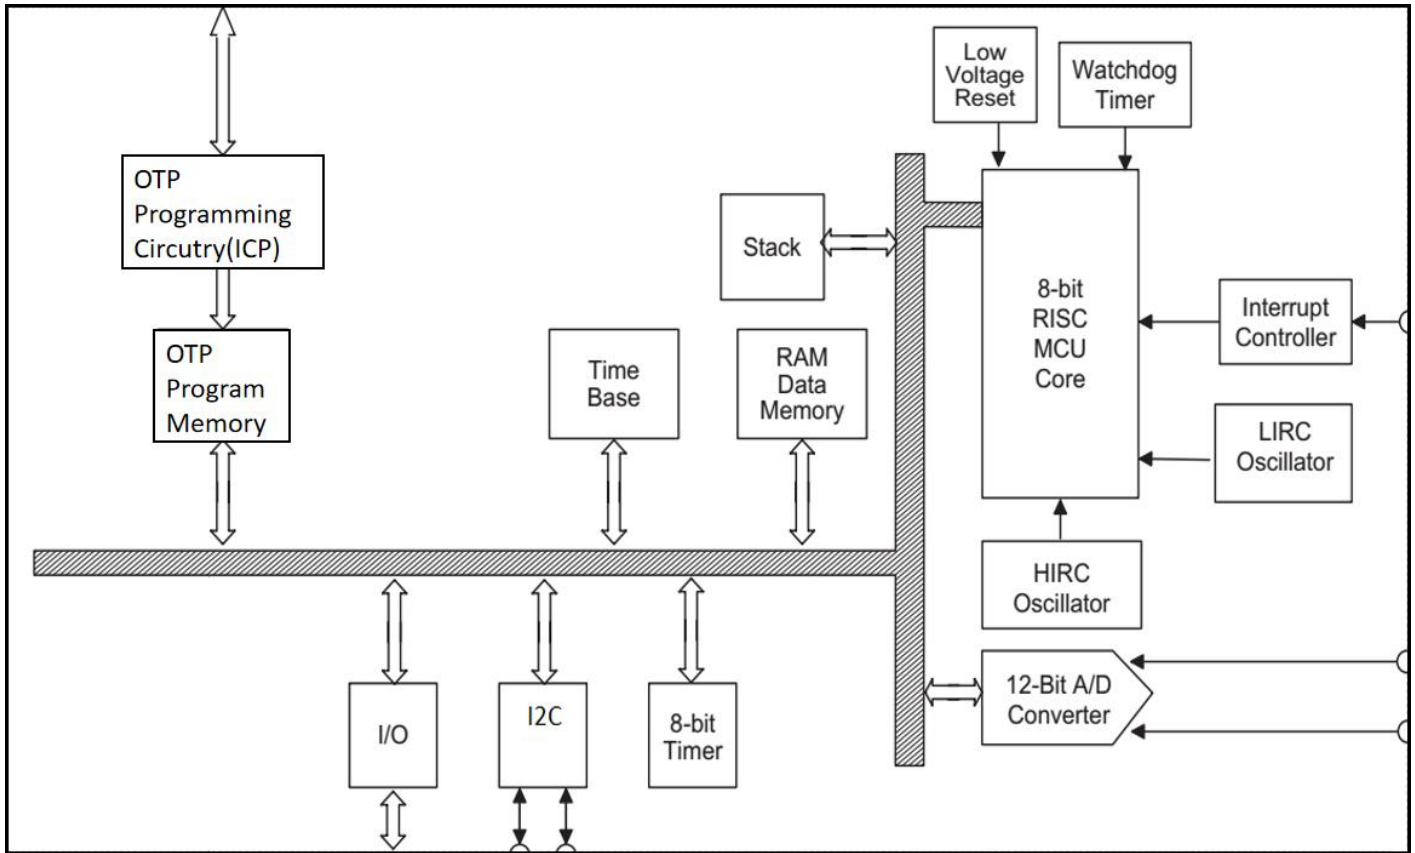 Low
Voltage
Reset
Watchdog
Timer
OTP
Programming
Circutry(ICP)
Stack
8-bit
RISC
MCU
Core
Interrupt
Controller
OTP
Program
Memory
Time
Base
RAM
Data
Memory
LIRC
Oscillator
HIRC
Oscillator
12-Bit A/D
Converter
I/O
I2C
8-bit
Timer